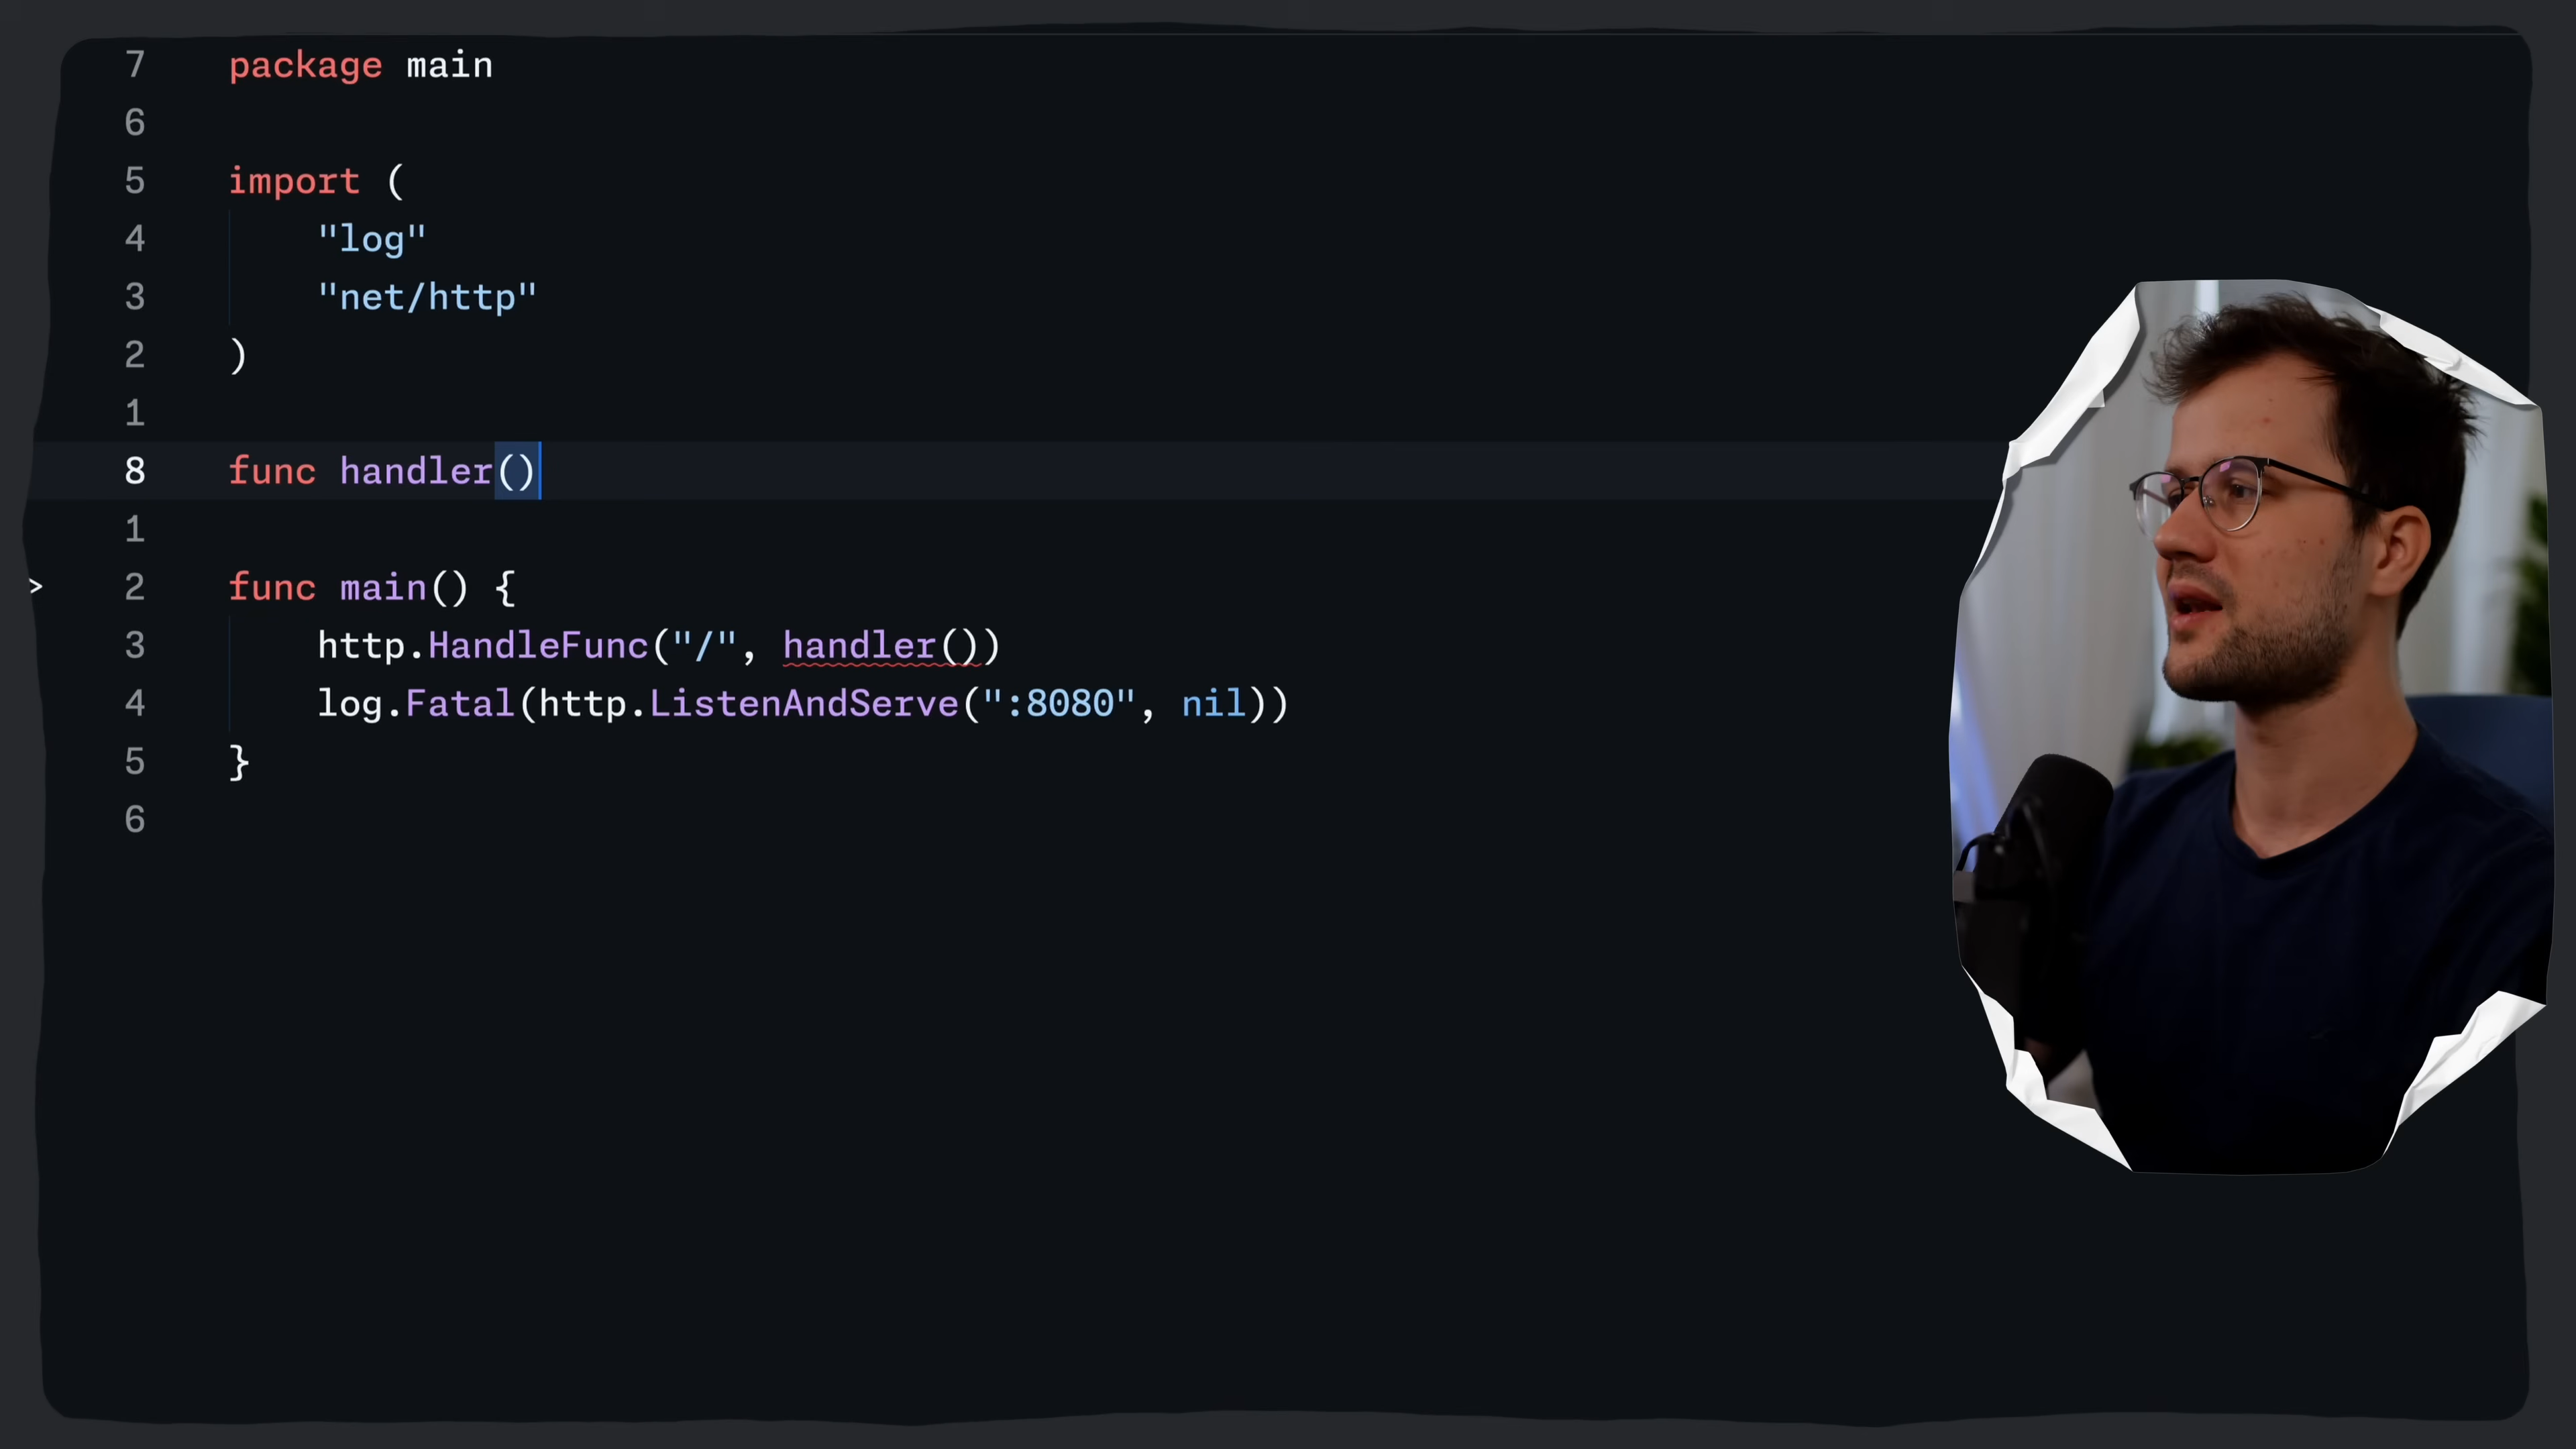 7 package main
6
5 import (
4 "log"
3 "net/http"
2 )
1
8 func handler()
1
> 2 func main() {
3 http.HandleFunc("/", handler())
4 log.Fatal(http.ListenAndServe(":8080", nil))
5 }
6